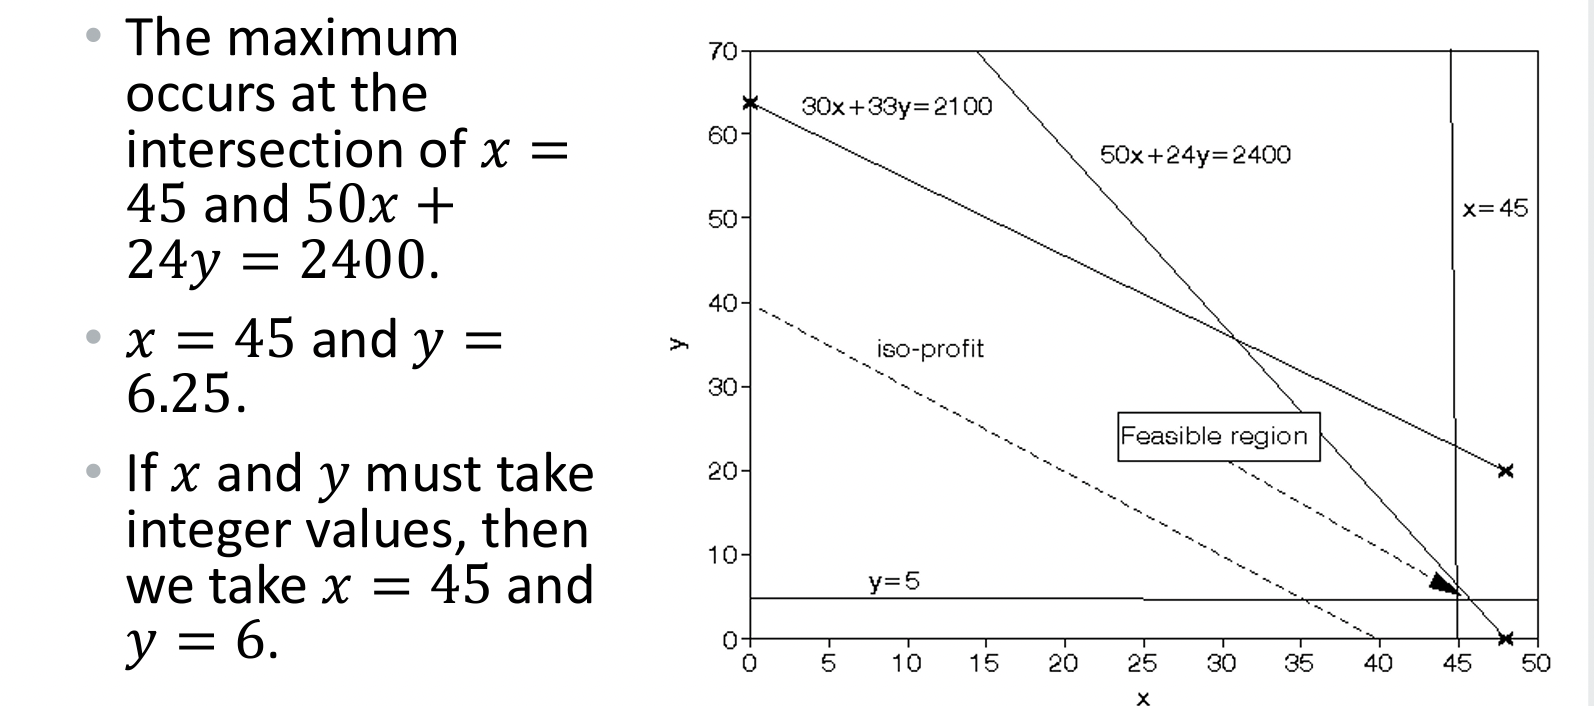 • The maximum
occurs at the
intersection of 𝑥 =
45 and 50𝑥 +
24𝑦 = 2400.
• 𝑥 = 45 and 𝑦 =
6.25.
• If 𝑥 and 𝑦 must take
integer values, then
we take 𝑥 = 45 and
𝑦 = 6.
70
60
50
40
30
20
10
0
y
30x+33y=2100
50x+24y=2400
x=45
iso-profit
Feasible region
y=5
0 5 10 15 20 25 30 35 40 45 50
x